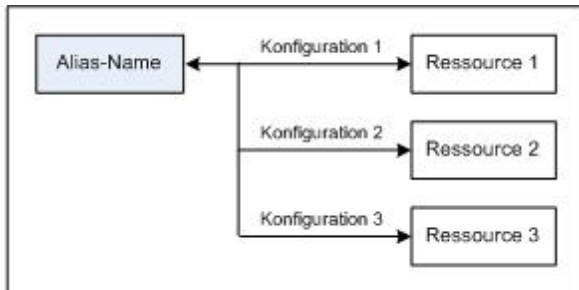 Alias-Name
Konfiguration 1
Ressource 1
Konfiguration 2
Ressource 2
Konfiguration 3
Ressource 3